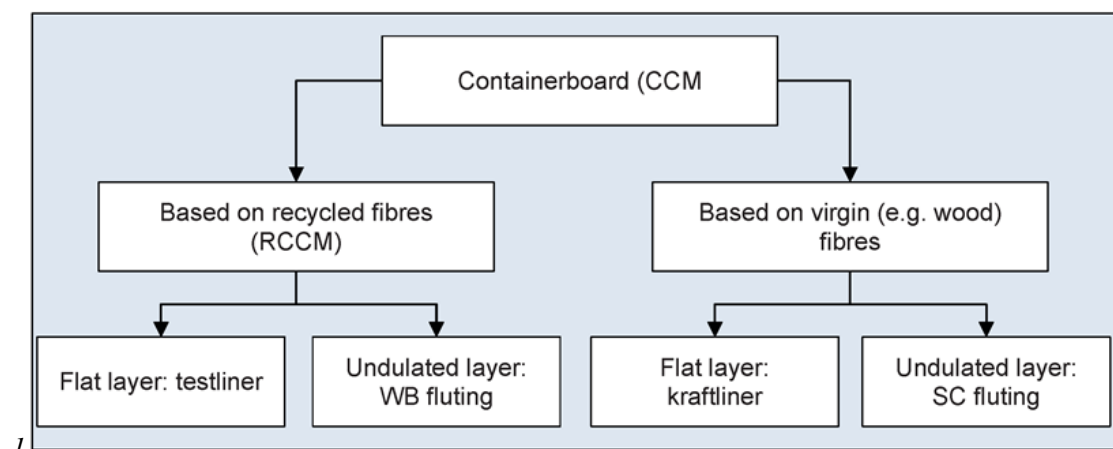 Containerboard (CCM
Based on recycled fibres
(RCCM)
Based on virgin (e.g. wood)
fibres
Flat layer: testliner
Undulated layer:
WB fluting
Flat layer:
kraftliner
Undulated layer:
SC fluting